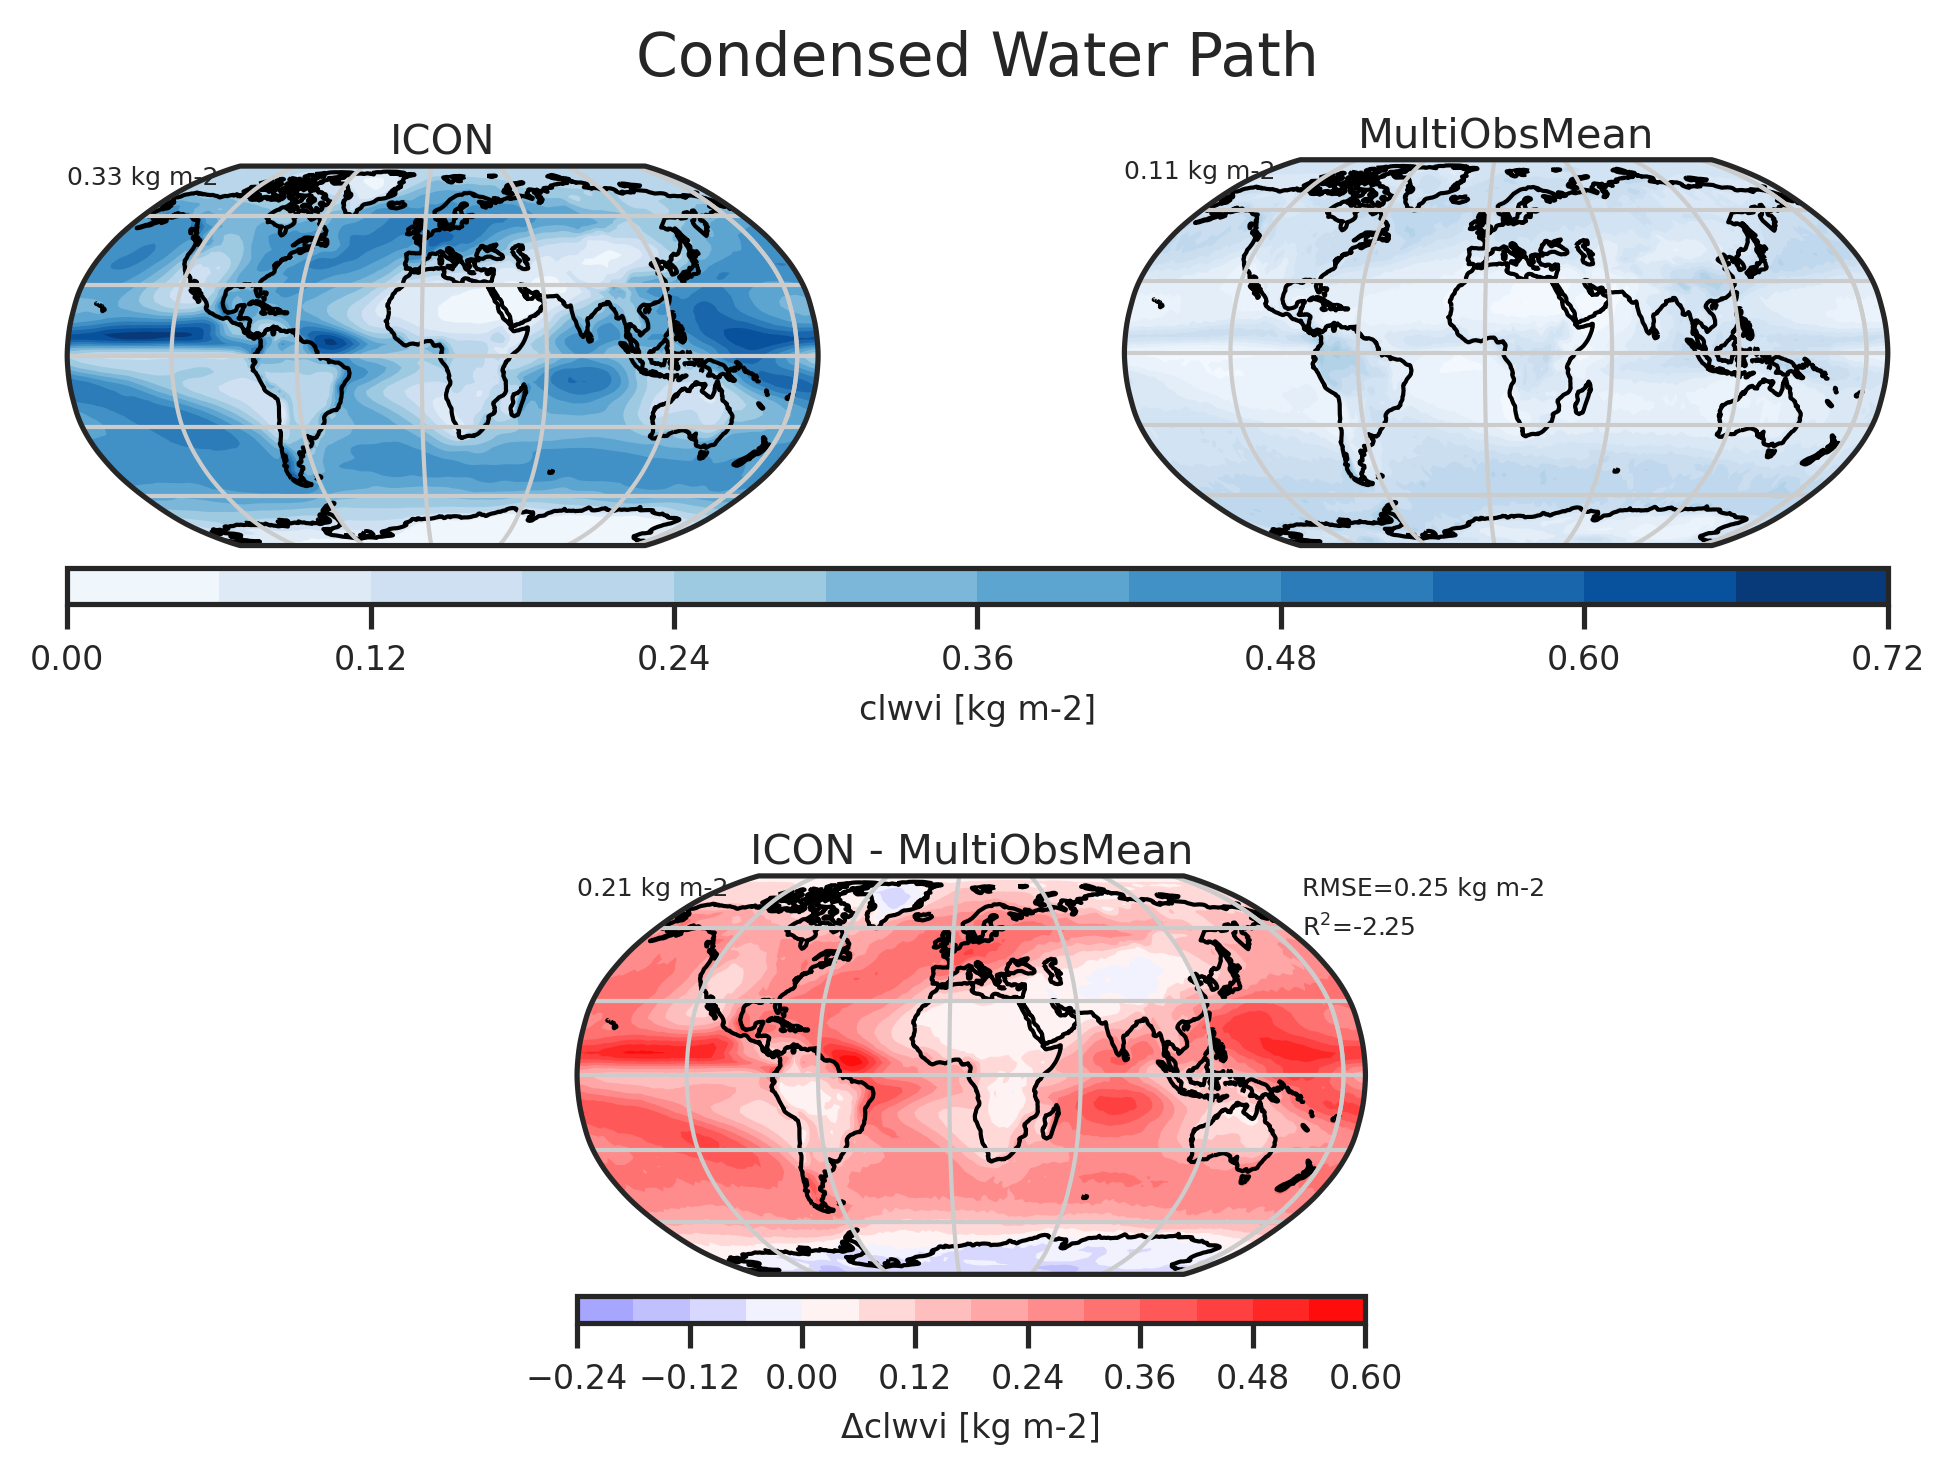 Condensed Water Path
ICON
MultiObsMean
0.33 kg m-2
0.11 kg m-2
0.00 0.12 0.24 0.36 0.48 0.60 0.72
clwvi [kg m-2]
ICON - MultiObsMean
0.21 kg m-2
RMSE=0.25 kg m-2
R²=-2.25
−0.24 −0.12 0.00 0.12 0.24 0.36 0.48 0.60
Δclwvi [kg m-2]